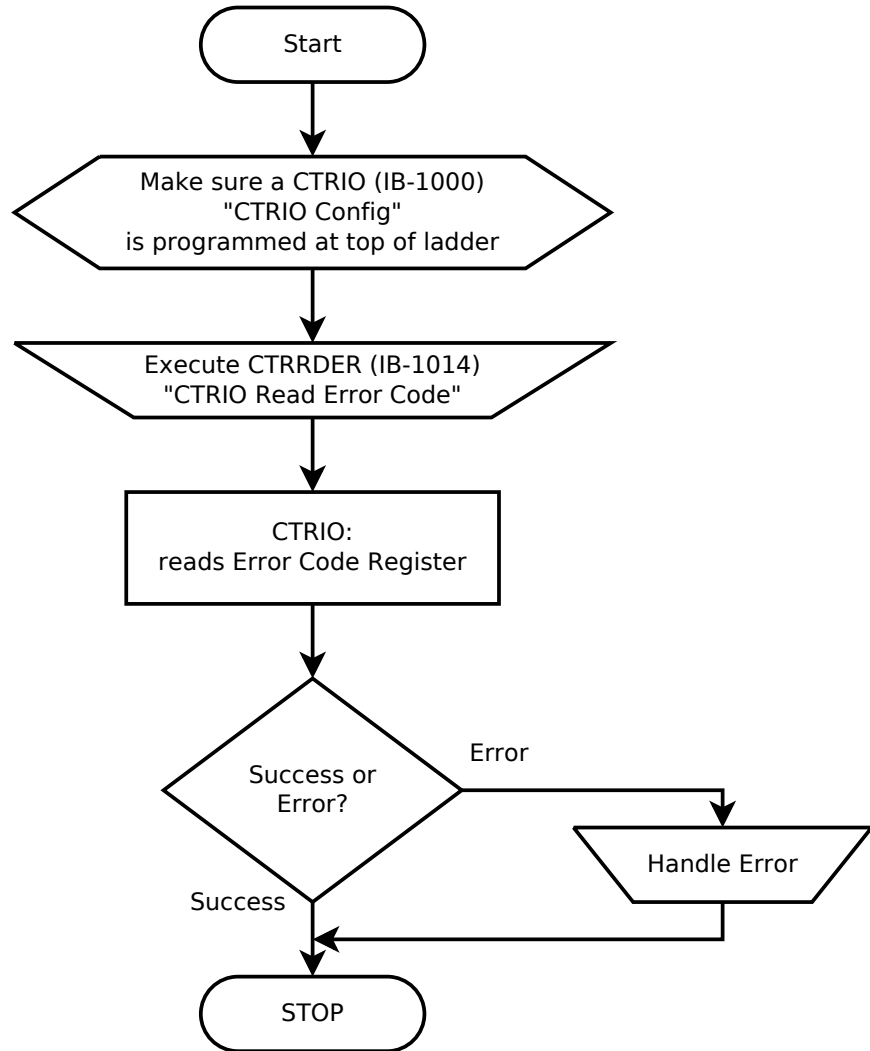 Start
Make sure a CTRIO (IB-1000)
"CTRIO Config"
is programmed at top of ladder
Execute CTRRDER (IB-1014)
"CTRIO Read Error Code"
CTRIO:
reads Error Code Register
Success or
Error?
Error
Handle Error
Success
STOP